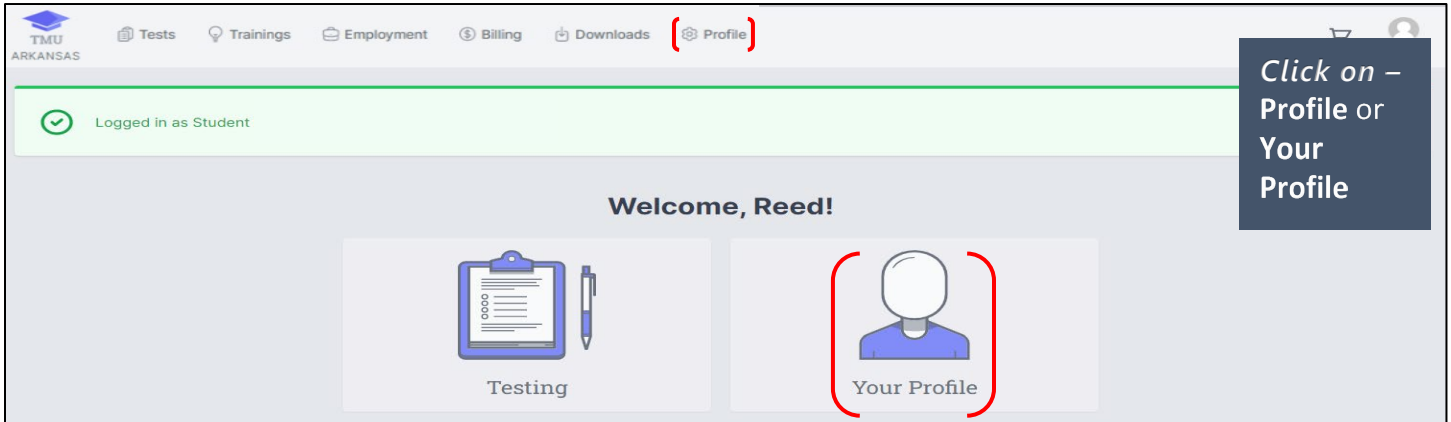 TMU
ARKANSAS
Tests Trainings Employment Billing Downloads Profile
Click on –
Profile or
Your
Profile
Logged in as Student
Welcome, Reed!
Testing
Your Profile